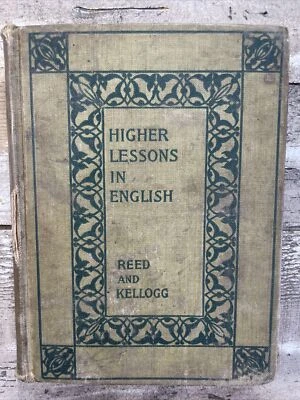 HIGHER
LESSONS
IN
ENGLISH
REED
AND
KELLOGG